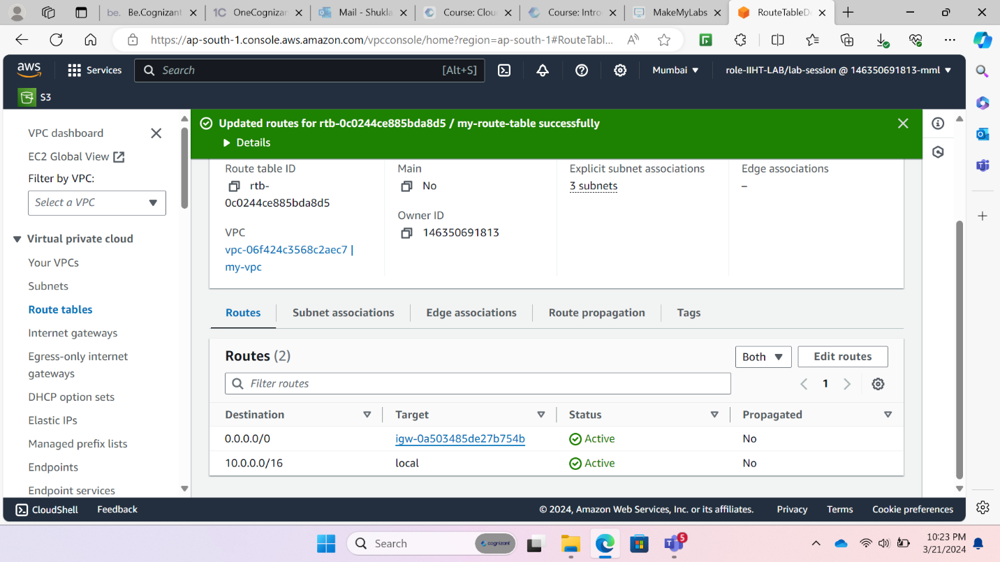 be. Be.Cognizant
1C OneCognizan
Mail - Shukla
Course: Clou
Course: Intro
MakeMyLabs
RouteTableDe
https://ap-south-1.console.aws.amazon.com/vpcconsole/home?region=ap-south-1#RouteTabl...
aws
Services
Search
[Alt+S]
Mumbai
role-IIHT-LAB/lab-session @ 146350691813-mml
S3
VPC dashboard
EC2 Global View
Filter by VPC:
Select a VPC
Virtual private cloud
Your VPCs
Subnets
Route tables
Internet gateways
Egress-only internet
gateways
DHCP option sets
Elastic IPs
Managed prefix lists
Endpoints
Endpoint services
Updated routes for rtb-0c0244ce885bda8d5 / my-route-table successfully
Details
Route table ID
rtb-
0c0244ce885bda8d5
VPC
vpc-06f424c3568c2aec7 |
my-vpc
Main
No
Owner ID
146350691813
Explicit subnet associations
3 subnets
Edge associations
–
Routes
Subnet associations
Edge associations
Route propagation
Tags
Routes (2)
Both
Edit routes
Filter routes
1
Destination Target Status Propagated
0.0.0.0/0 igw-0a503485de27b754b Active No
10.0.0.0/16 local Active No
CloudShell
Feedback
© 2024, Amazon Web Services, Inc. or its affiliates.
Privacy
Terms
Cookie preferences
Search
cognizant
5
10:23 PM
3/21/2024